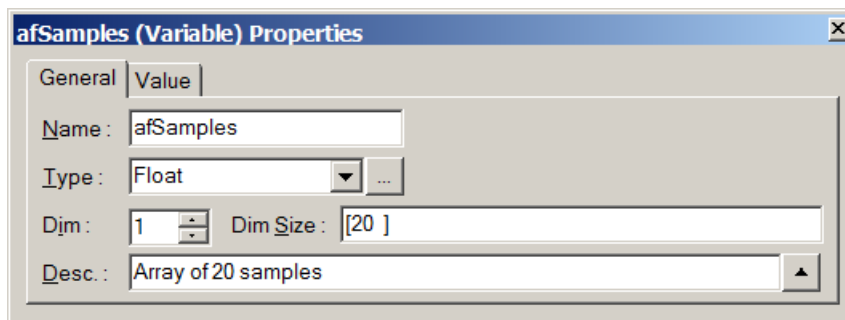 afSamples (Variable) Properties
General Value
Name : afSamples
Type : Float ...
Dim : 1 Dim Size : [20 ]
Desc. : Array of 20 samples